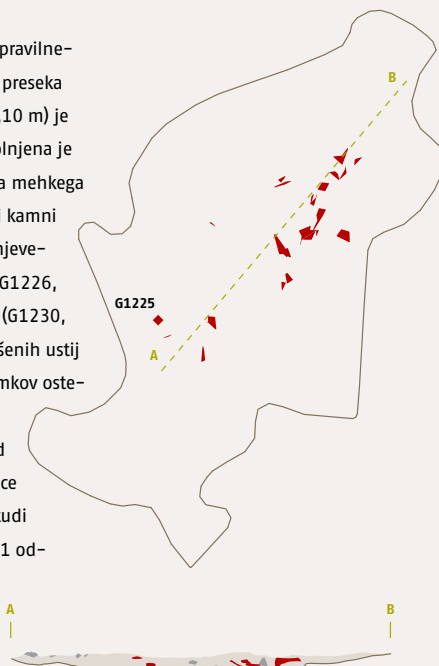 pravilne-
preseka
,10 m) je
lnjena je
a mehkega
i kamni
njeve-
G1226,
(G1230,
šenih ustij
mkov oste-
d
ce
tudi
1 od-
B
G1225
A
A
B